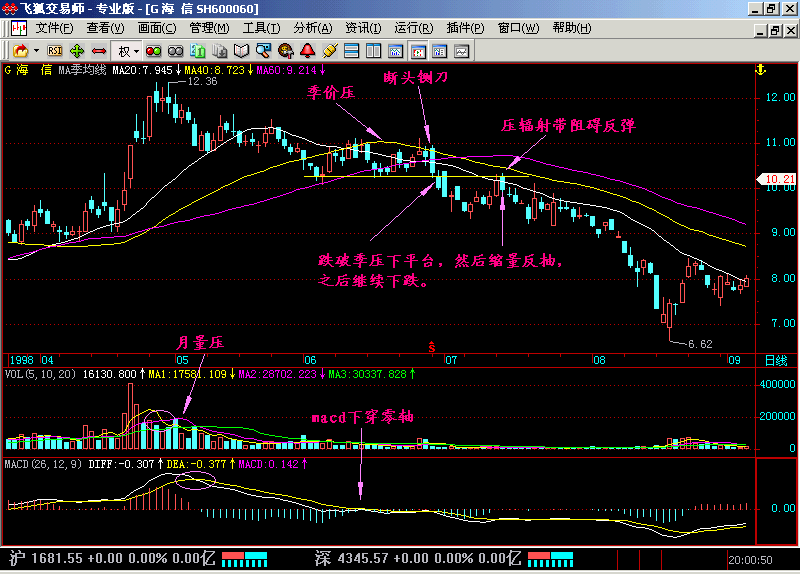 飞狐交易师 - 专业版 - [G 海  信 SH600060]
文件(F) 查看(V) 画面(C) 管理(M) 工具(T) 分析(A) 资讯(I) 运行(R) 插件(P) 窗口(W) 帮助(H)
RSI 权
G 海  信 MA季均线 MA20:7.945↓ MA40:8.723↓ MA60:9.214↓
12.36
断头铡刀
季价压
压辐射带阻碍反弹
12.00
11.00
10.21
10.00
9.00
8.00
7.00
跌破季压下平台，然后缩量反抽，
之后继续下跌。
6.62
月量压
S
1998 04 05 06 07 08 09 日线
VOL(5,10,20) 16130.800↑ MA1:17581.109↓ MA2:28702.223↓ MA3:30337.828↑
400000
200000
0
macd下穿零轴
MACD(26,12,9) DIFF:-0.307↑ DEA:-0.377↑ MACD:0.142↑
0.00
沪 1681.55 +0.00 0.00% 0.00亿 深 4345.57 +0.00 0.00% 0.00亿 20:00:50